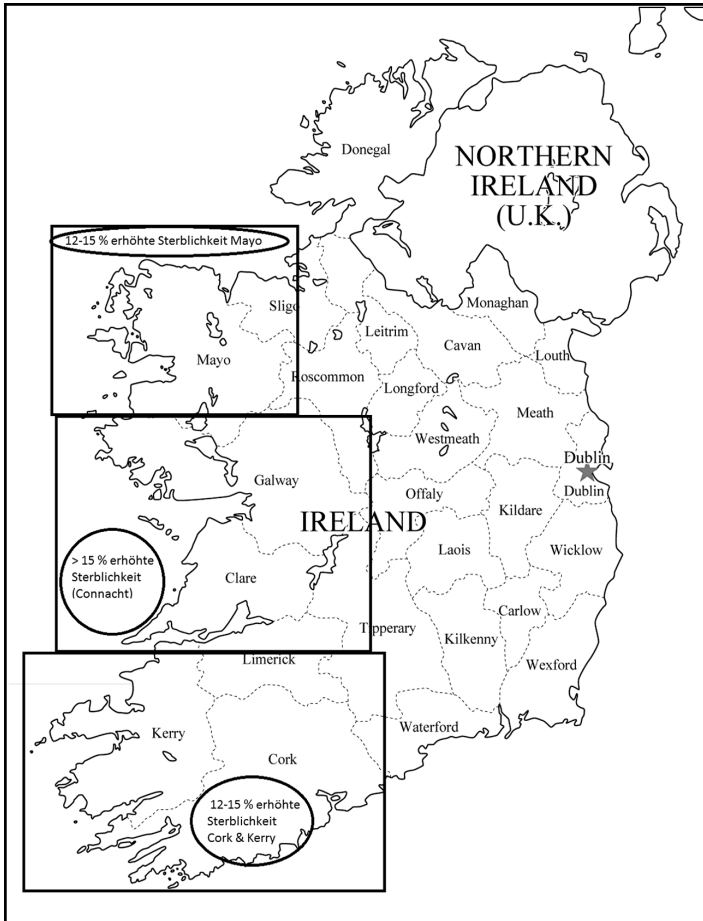 Donegal
NORTHERN
IRELAND
(U.K.)
12-15 % erhöhte Sterblichkeit Mayo
Sligo
Monaghan
Leitrim
Cavan
Louth
Mayo
Roscommon
Longford
Meath
Westmeath
Dublin
Galway
Offaly
Dublin
Kildare
IRELAND
Laois
Wicklow
> 15 % erhöhte
Sterblichkeit
(Connacht)
Clare
Carlow
Tipperary
Kilkenny
Limerick
Wexford
Kerry
Waterford
Cork
12-15 % erhöhte
Sterblichkeit
Cork & Kerry